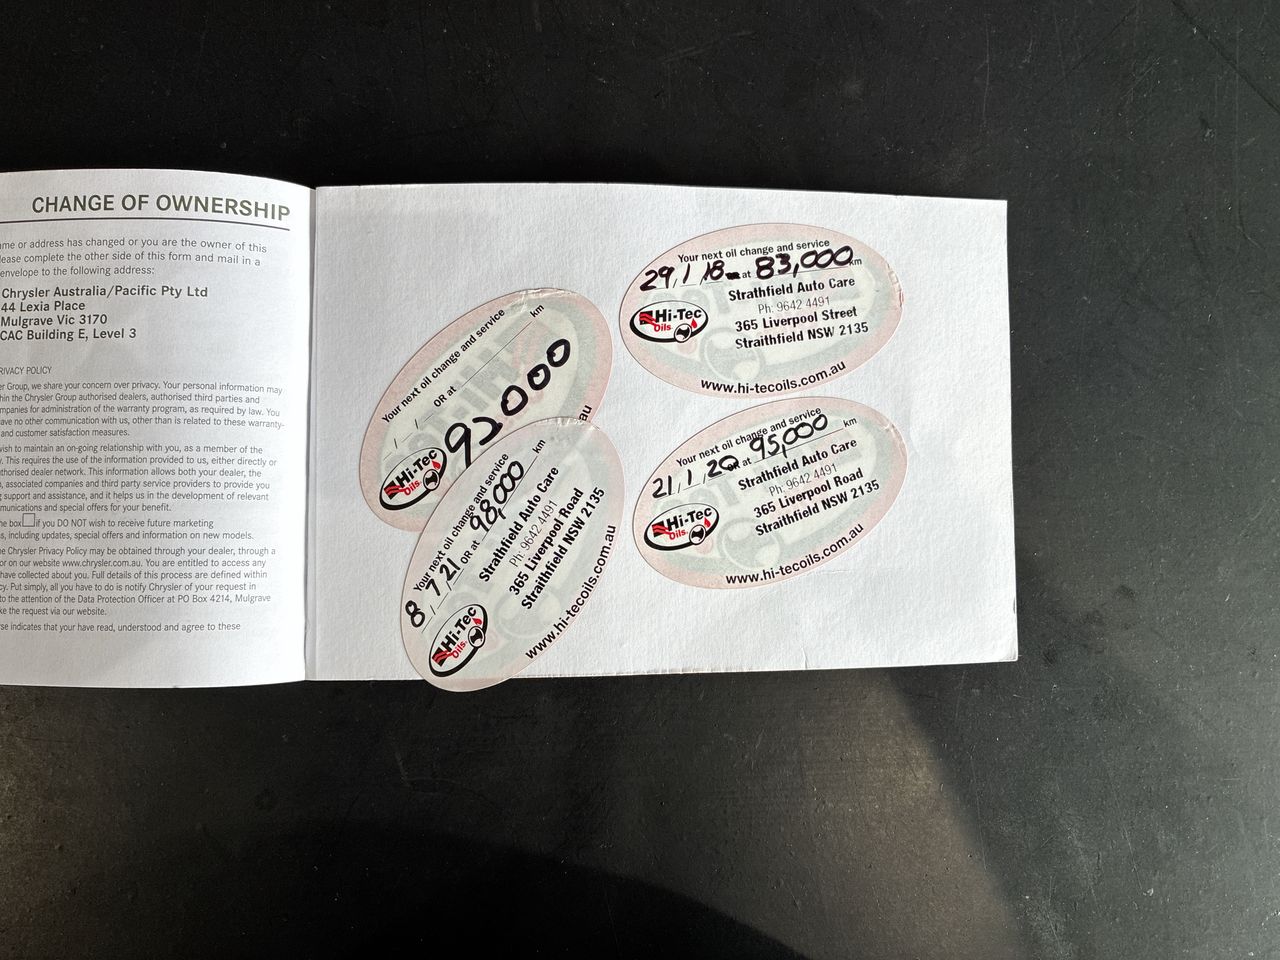 CHANGE OF OWNERSHIP
me or address has changed or you are the owner of this
lease complete the other side of this form and mail in a
envelope to the following address:
Chrysler Australia/Pacific Pty Ltd
44 Lexia Place
Mulgrave Vic 3170
CAC Building E, Level 3
RIVACY POLICY
er Group, we share your concern over privacy. Your personal information may
hin the Chrysler Group authorised dealers, authorised third parties and
mpanies for administration of the warranty program, as required by law. You
ave no other communication with us, other than is related to these warranty-
and customer satisfaction measures.
ish to maintain an on-going relationship with you, as a member of the
y. This requires the use of the information provided to us, either directly or
thorised dealer network. This information allows both your dealer, the
, associated companies and third party service providers to provide you
g support and assistance, and it helps us in the development of relevant
munications and special offers for your benefit.
he box if you DO NOT wish to receive future marketing
s, including updates, special offers and information on new models.
e Chrysler Privacy Policy may be obtained through your dealer, through a
or on our website www.chrysler.com.au. You are entitled to access any
have collected about you. Full details of this process are defined within
cy. Put simply, all you have to do is notify Chrysler of your request in
to the attention of the Data Protection Officer at PO Box 4214, Mulgrave
ke the request via our website.
rse indicates that your have read, understood and agree to these
Your next oil change and service
/ / OR at km
92000
Hi-Tec
Oils
au
Your next oil change and service
8 / 7 21 OR at 98,000 km
Strathfield Auto Care
Ph: 9642 4491
365 Liverpool Road
Straithfield NSW 2135
Hi-Tec
Oils
www.hi-tecoils.com.au
Your next oil change and service
29/1/18 at 83,000 km
Strathfield Auto Care
Ph: 9642 4491
365 Liverpool Street
Straithfield NSW 2135
Hi-Tec
Oils
www.hi-tecoils.com.au
Your next oil change and service
21/1/20 OR at 95,000 km
Strathfield Auto Care
Ph: 9642 4491
365 Liverpool Road
Straithfield NSW 2135
Hi-Tec
Oils
www.hi-tecoils.com.au